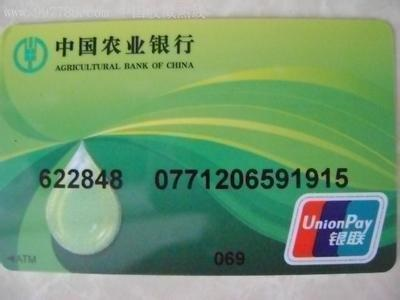 中国农业银行
AGRICULTURAL BANK OF CHINA
622848 0771206591915
UnionPay
银联
069
ATM